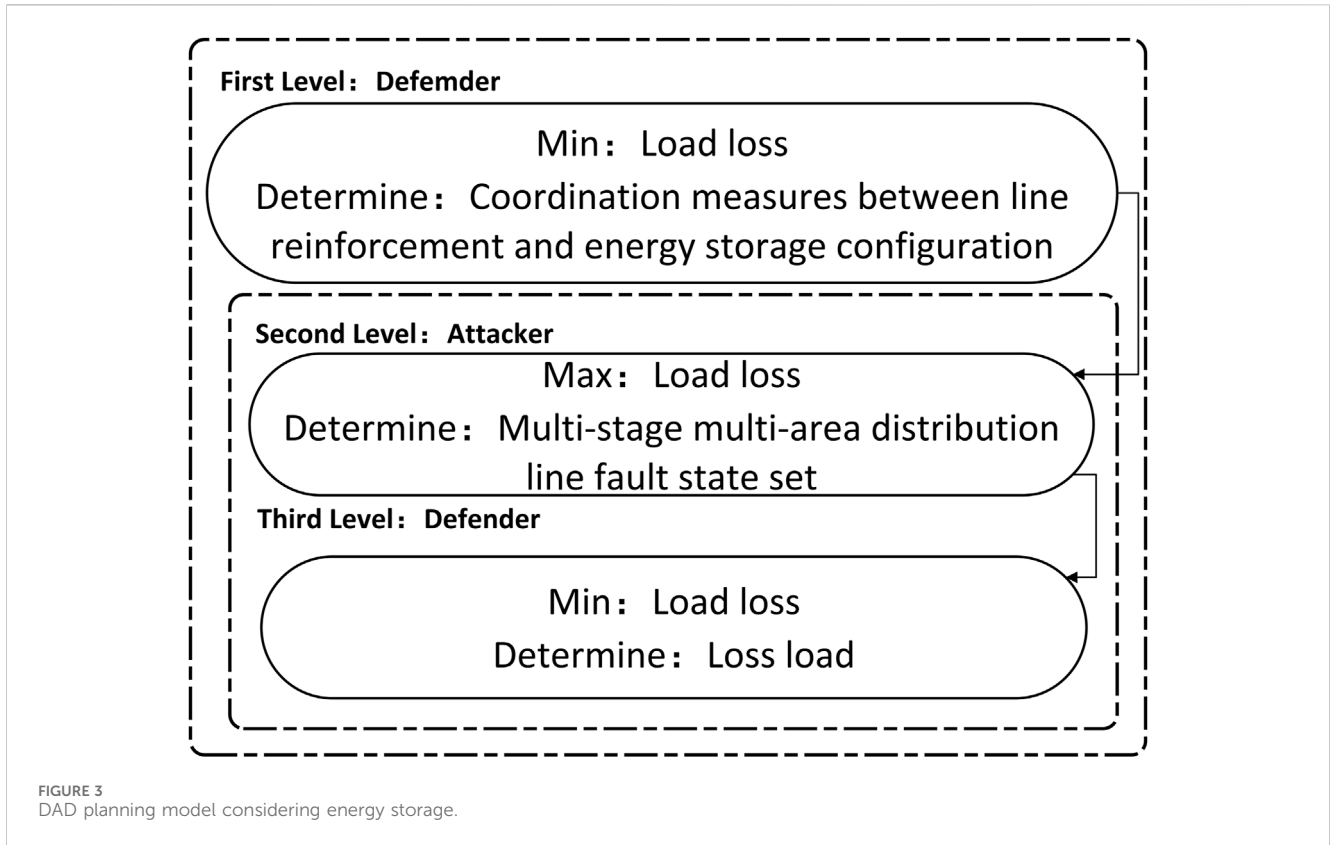 First Level：Defemder
Min：Load loss
Determine：Coordination measures between line
reinforcement and energy storage configuration
Second Level：Attacker
Max：Load loss
Determine：Multi-stage multi-area distribution
line fault state set
Third Level：Defender
Min：Load loss
Determine：Loss load
FIGURE 3
DAD planning model considering energy storage.